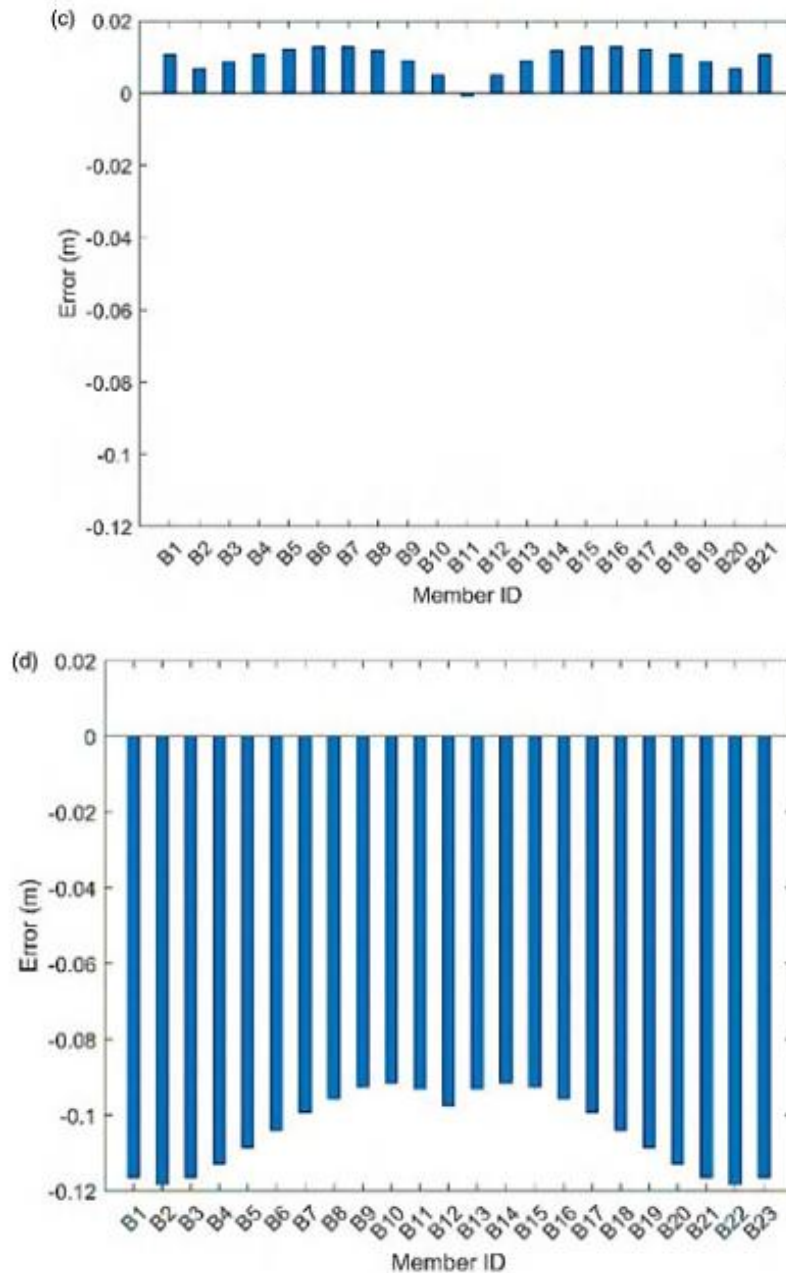 (c)
0.02
0
-0.02
-0.04
-0.06
-0.08
-0.1
-0.12
Error (m)
B1 B2 B3 B4 B5 B6 B7 B8 B9 B10 B11 B12 B13 B14 B15 B16 B17 B18 B19 B20 B21
Member ID
(d)
0.02
0
-0.02
-0.04
-0.06
-0.08
-0.1
-0.12
Error (m)
B1 B2 B3 B4 B5 B6 B7 B8 B9 B10 B11 B12 B13 B14 B15 B16 B17 B18 B19 B20 B21 B22 B23
Member ID